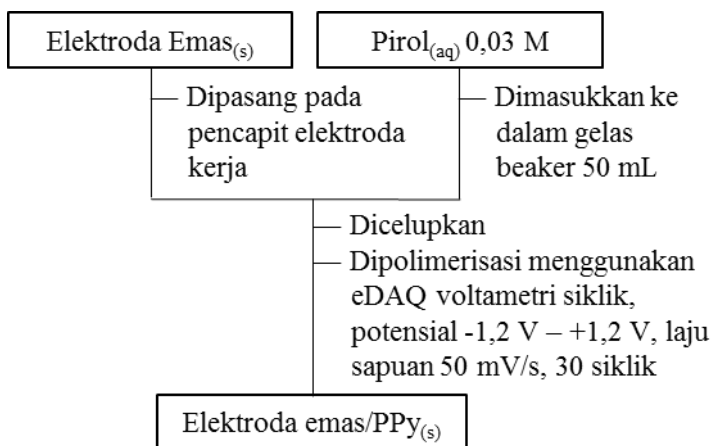 Elektroda Emas(s)
Pirol(aq) 0,03 M
Dipasang pada
pencapit elektroda
kerja
Dimasukkan ke
dalam gelas
beaker 50 mL
Dicelupkan
Dipolimerisasi menggunakan
eDAQ voltametri siklik,
potensial -1,2 V – +1,2 V, laju
sapuan 50 mV/s, 30 siklik
Elektroda emas/PPy(s)